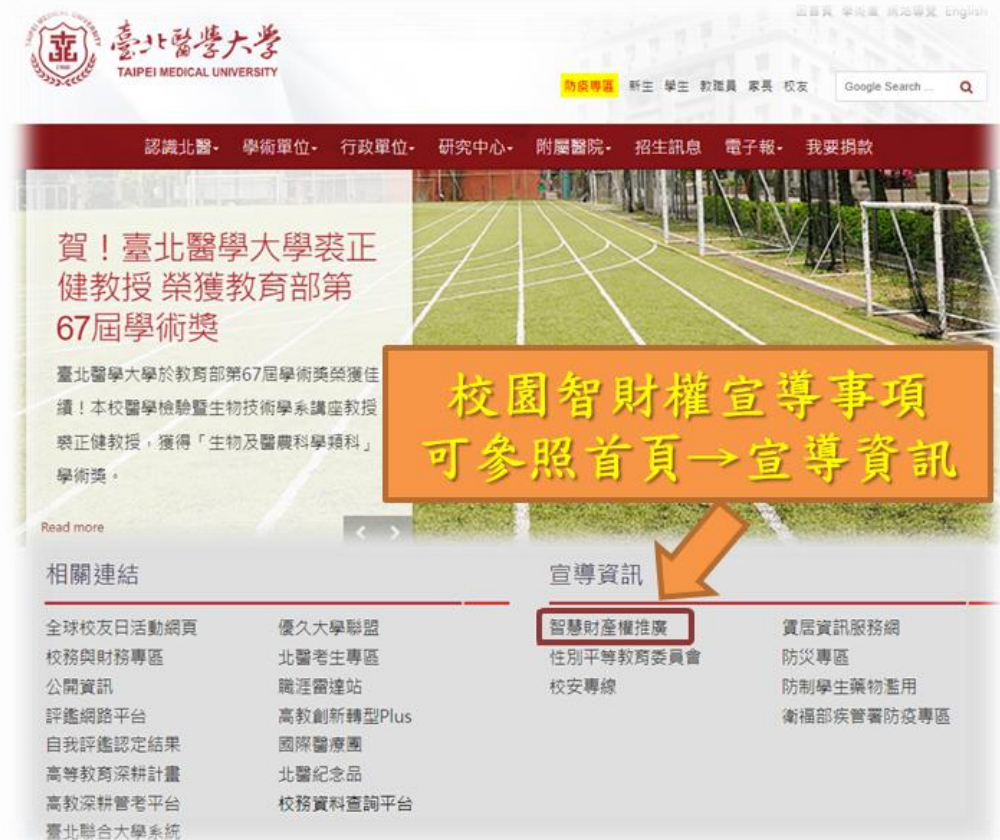 回首頁 學術軍 網站導覽 English
臺北醫學大學
TAIPEI MEDICAL UNIVERSITY
防疫專區 新生 學生 教職員 家長 校友 Google Search ...
認識北醫 學術單位 行政單位 研究中心 附屬醫院 招生訊息 電子報 我要捐款
賀！臺北醫學大學裘正
健教授 榮獲教育部第
67屆學術獎
臺北醫學大學於教育部第67屆學術獎榮獲佳
績！本校醫學檢驗暨生物技術學系講座教授
裘正健教授，獲得「生物及醫農科學類科」
學術獎。
Read more
校園智財權宣導事項
可參照首頁→宣導資訊
相關連結
宣導資訊
全球校友日活動網頁 優久大學聯盟 智慧財產權推廣 賃居資訊服務網
校務與財務專區 北醫考生專區 性別平等教育委員會 防災專區
公開資訊 職涯雷達站 校安專線 防制學生藥物濫用
評鑑網路平台 高教創新轉型Plus 衛福部疾管署防疫專區
自我評鑑認定結果 國際醫療團
高等教育深耕計畫 北醫紀念品
高教深耕管考平台 校務資料查詢平台
臺北聯合大學系統